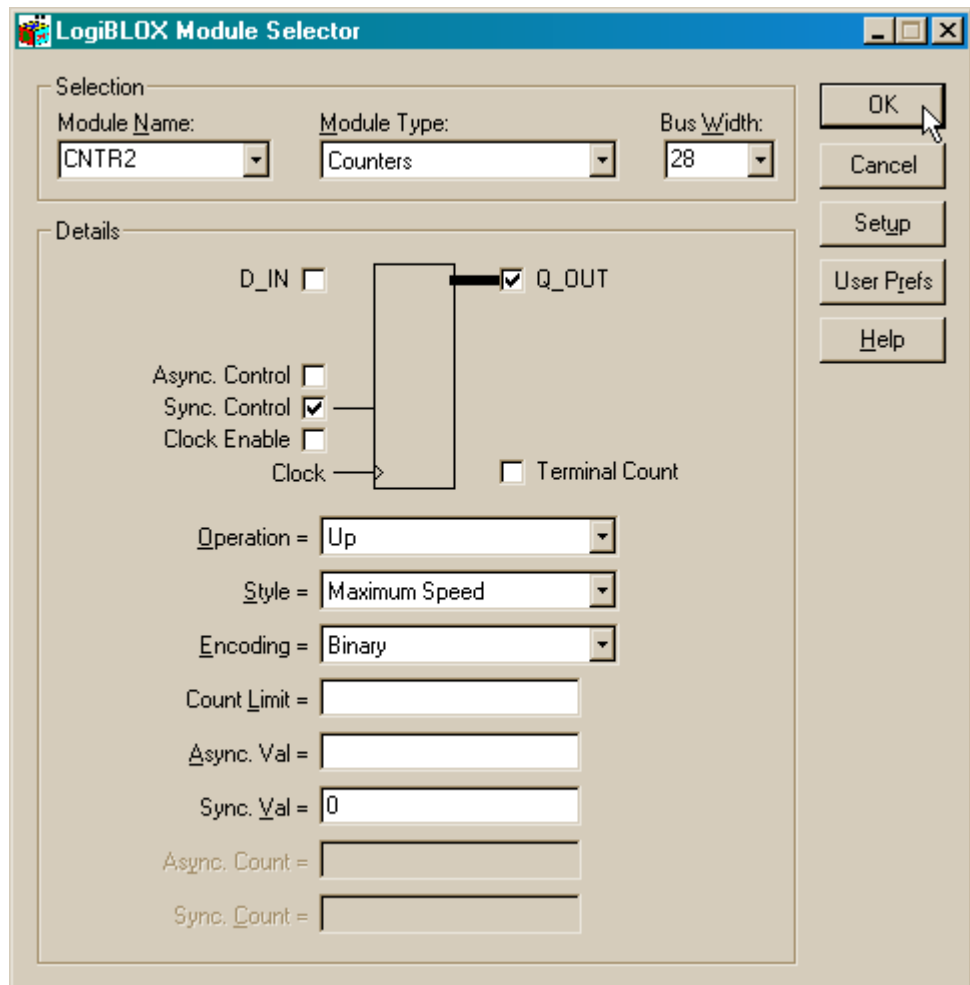 LogiBLOX Module Selector
Selection
Module Name: Module Type: Bus Width:
CNTR2 Counters 28
OK
Cancel
Setup
User Prefs
Help
Details
D_IN Q_OUT
Async. Control
Sync. Control
Clock Enable
Clock Terminal Count
Operation = Up
Style = Maximum Speed
Encoding = Binary
Count Limit =
Async. Val =
Sync. Val = 0
Async. Count =
Sync. Count =